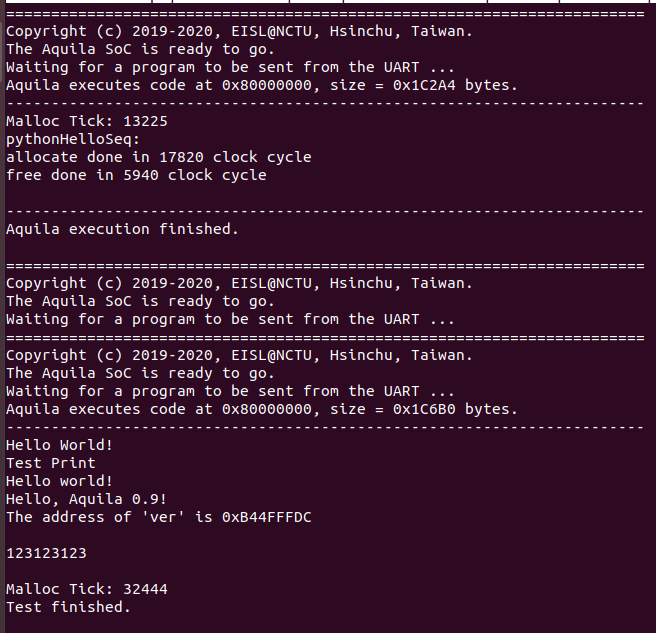 =======================================================================
Copyright (c) 2019-2020, EISL@NCTU, Hsinchu, Taiwan.
The Aquila SoC is ready to go.
Waiting for a program to be sent from the UART ...
Aquila executes code at 0x80000000, size = 0x1C2A4 bytes.
-----------------------------------------------------------------------
Malloc Tick: 13225
pythonHelloSeq:
allocate done in 17820 clock cycle
free done in 5940 clock cycle
-----------------------------------------------------------------------
Aquila execution finished.
=======================================================================
Copyright (c) 2019-2020, EISL@NCTU, Hsinchu, Taiwan.
The Aquila SoC is ready to go.
Waiting for a program to be sent from the UART ...
=======================================================================
Copyright (c) 2019-2020, EISL@NCTU, Hsinchu, Taiwan.
The Aquila SoC is ready to go.
Waiting for a program to be sent from the UART ...
Aquila executes code at 0x80000000, size = 0x1C6B0 bytes.
-----------------------------------------------------------------------
Hello World!
Test Print
Hello world!
Hello, Aquila 0.9!
The address of 'ver' is 0xB44FFFDC
123123123
Malloc Tick: 32444
Test finished.